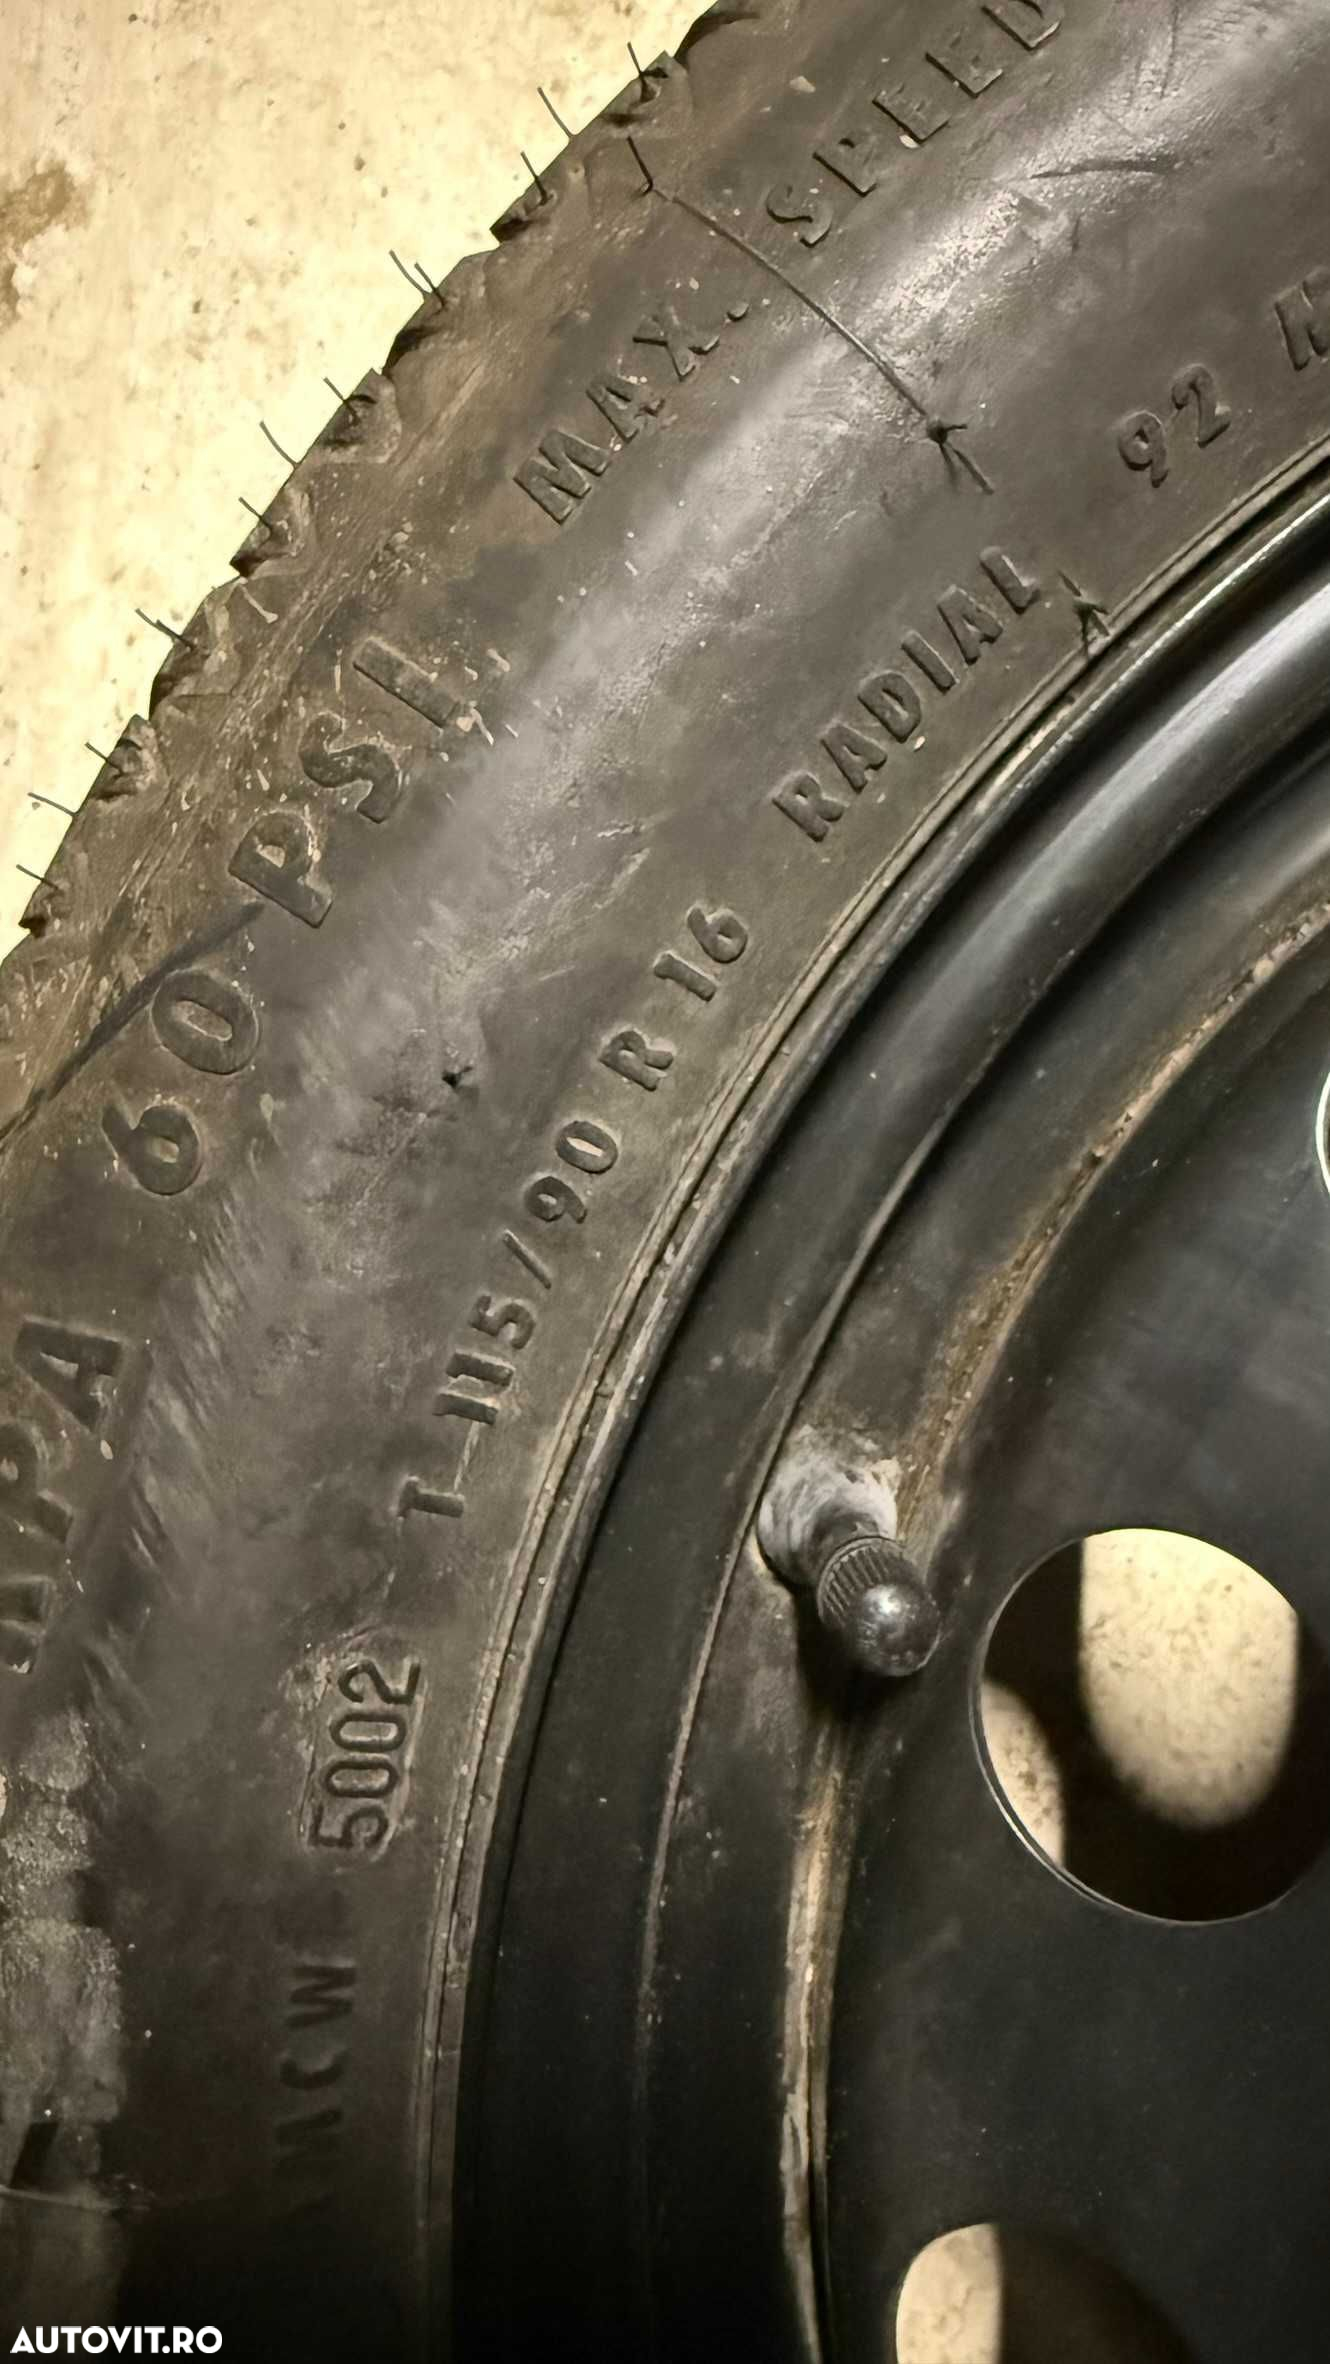 MAX. SPEED
60 PSI
92 M
T 115/90 R 16 RADIAL
5002
AUTOVIT.RO